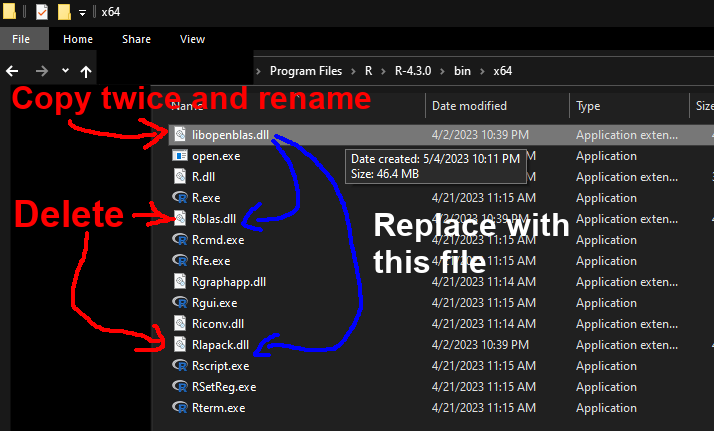 x64
File Home Share View
Program Files R R-4.3.0 bin x64
Copy twice and rename
Name Date modified Type Size
libopenblas.dll 4/2/2023 10:39 PM Application exten...
open.exe Application
Date created: 5/4/2023 10:11 PM
Size: 46.4 MB
R.dll Application exten...
R.exe 4/21/2023 11:15 AM Application
Delete
Rblas.dll 4/2/2023 10:39 PM Application exten...
Replace with
this file
Rcmd.exe 4/21/2023 11:15 AM Application
Rfe.exe 4/21/2023 11:15 AM Application
Rgraphapp.dll 4/21/2023 11:14 AM Application exten...
Rgui.exe 4/21/2023 11:15 AM Application
Riconv.dll 4/21/2023 11:14 AM Application exten...
Rlapack.dll 4/2/2023 10:39 PM Application exten...
Rscript.exe 4/21/2023 11:15 AM Application
RSetReg.exe 4/21/2023 11:15 AM Application
Rterm.exe 4/21/2023 11:15 AM Application